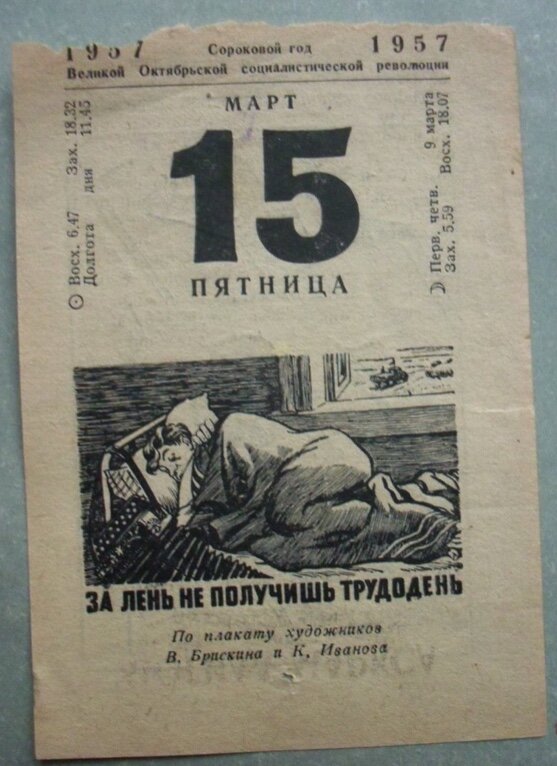 1957 Сороковой год 1957
Великой Октябрьской социалистической революции
МАРТ
15
ПЯТНИЦА
Восх. 6.47 Зах. 18.32
Долгота дня 11.45
Перв. четв. 9 марта
Зах. 5.59 Восх. 18.07
ЗА ЛЕНЬ НЕ ПОЛУЧИШЬ ТРУДОДЕНЬ
По плакату художников
В. Брискина и К. Иванова